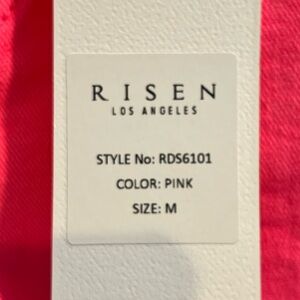 RISEN
LOS ANGELES
STYLE No: RDS6101
COLOR: PINK
SIZE: M